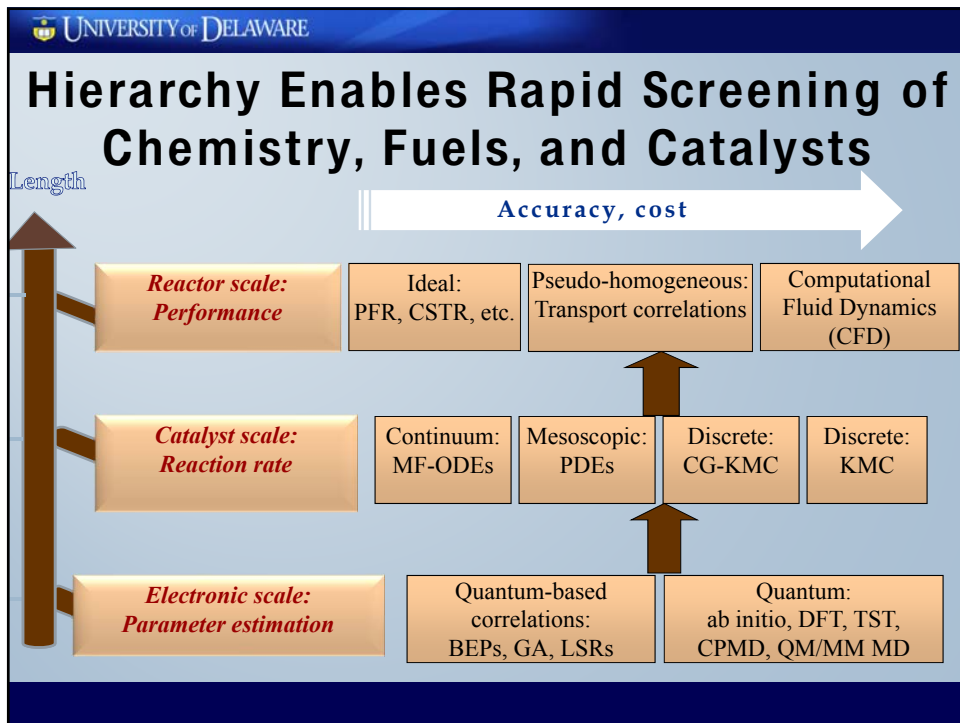 UNIVERSITY OF DELAWARE
Hierarchy Enables Rapid Screening of
Chemistry, Fuels, and Catalysts
Length
Accuracy, cost
Reactor scale:
Performance
Ideal:
PFR, CSTR, etc.
Pseudo-homogeneous:
Transport correlations
Computational
Fluid Dynamics
(CFD)
Catalyst scale:
Reaction rate
Continuum:
MF-ODEs
Mesoscopic:
PDEs
Discrete:
CG-KMC
Discrete:
KMC
Electronic scale:
Parameter estimation
Quantum-based
correlations:
BEPs, GA, LSRs
Quantum:
ab initio, DFT, TST,
CPMD, QM/MM MD